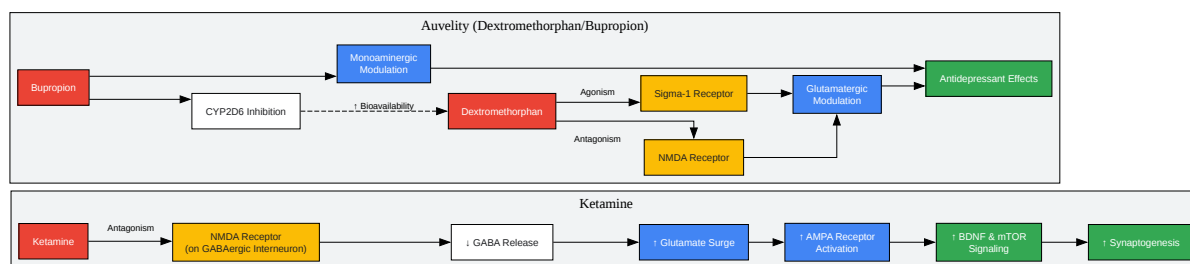 Auvelity (Dextromethorphan/Bupropion)
Bupropion
Monoaminergic
Modulation
CYP2D6 Inhibition
↑ Bioavailability
Dextromethorphan
Agonism
Antagonism
Sigma-1 Receptor
NMDA Receptor
Glutamatergic
Modulation
Antidepressant Effects
Ketamine
Ketamine
Antagonism
NMDA Receptor
(on GABAergic Interneuron)
↓ GABA Release
↑ Glutamate Surge
↑ AMPA Receptor
Activation
↑ BDNF & mTOR
Signaling
↑ Synaptogenesis